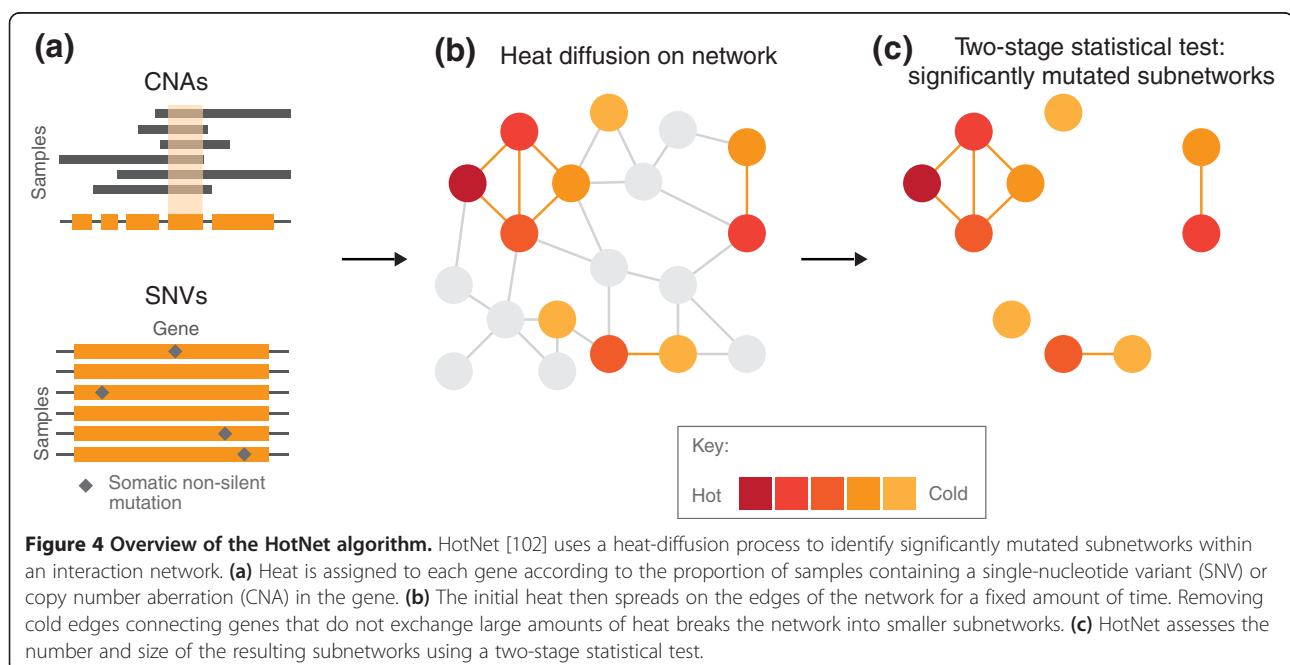 (a)
CNAs
Samples
SNVs
Gene
Samples
Somatic non-silent
mutation
(b)
Heat diffusion on network
(c)
Two-stage statistical test:
significantly mutated subnetworks
Key:
Hot
Cold
Figure 4 Overview of the HotNet algorithm. HotNet [102] uses a heat-diffusion process to identify significantly mutated subnetworks within
an interaction network. (a) Heat is assigned to each gene according to the proportion of samples containing a single-nucleotide variant (SNV) or
copy number aberration (CNA) in the gene. (b) The initial heat then spreads on the edges of the network for a fixed amount of time. Removing
cold edges connecting genes that do not exchange large amounts of heat breaks the network into smaller subnetworks. (c) HotNet assesses the
number and size of the resulting subnetworks using a two-stage statistical test.